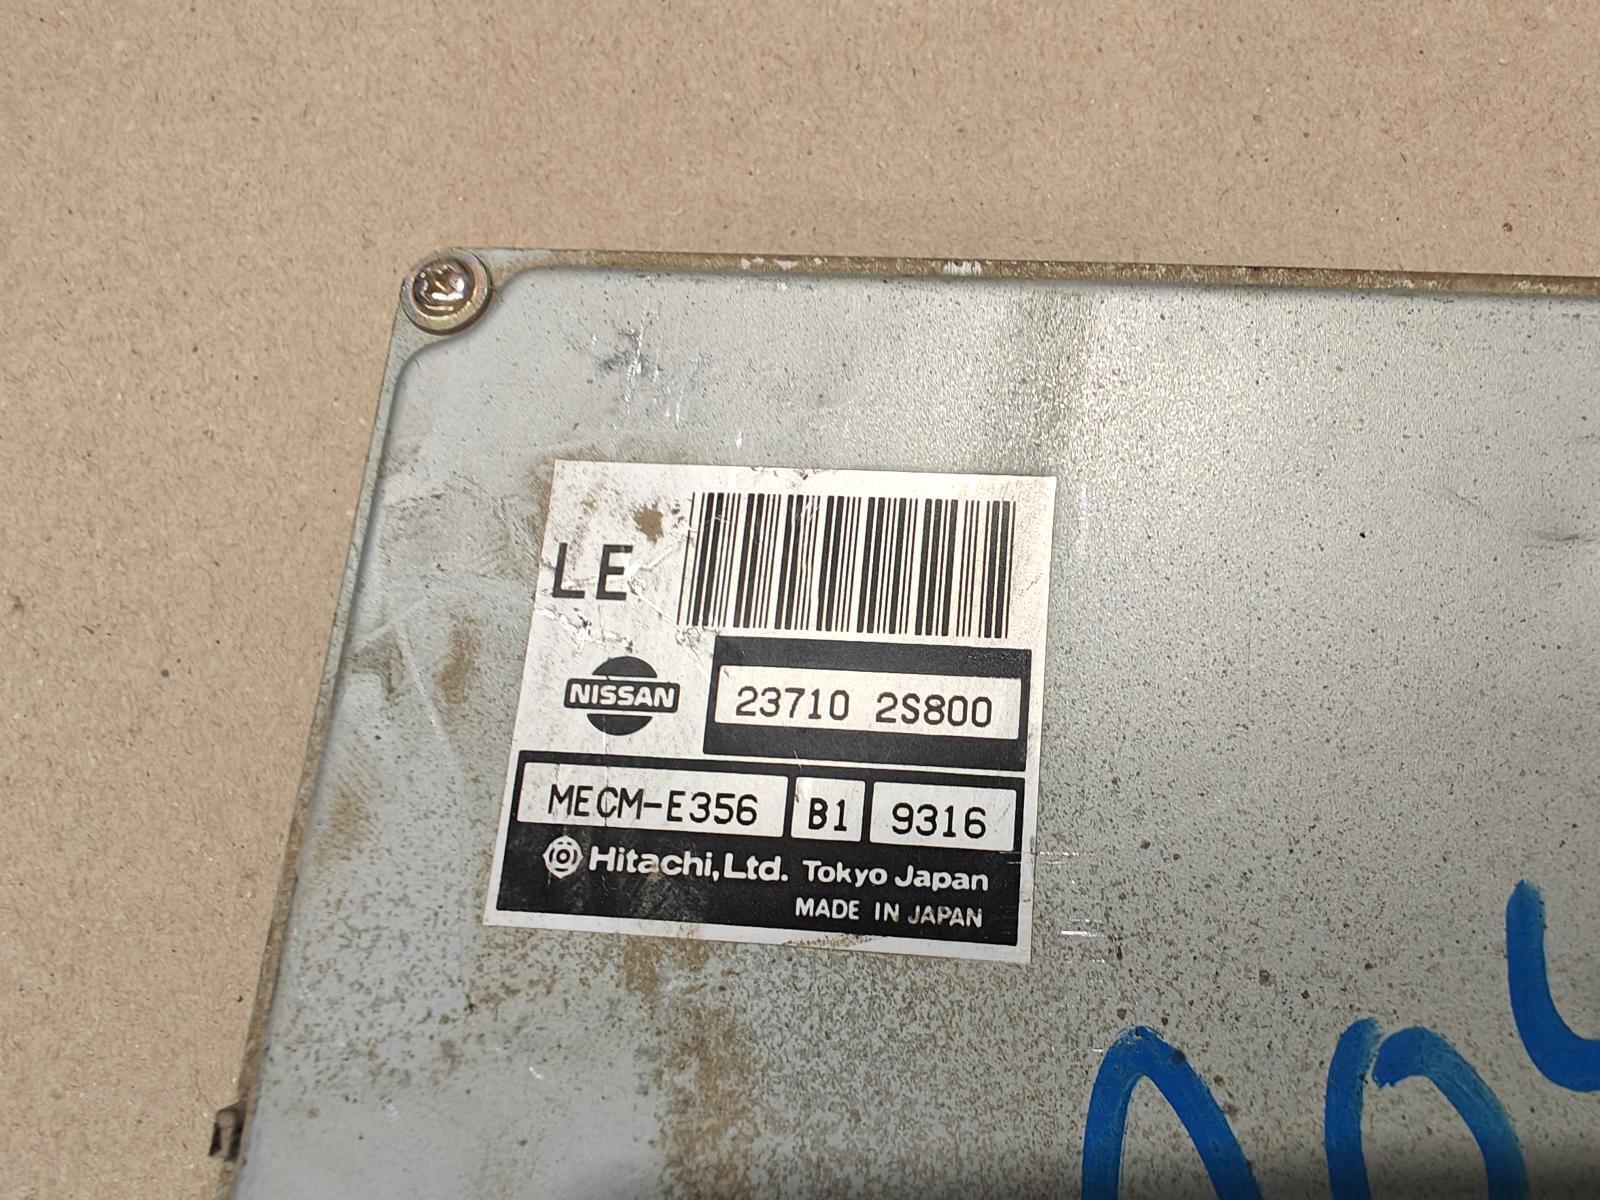 LE
NISSAN
23710 2S800
MECM-E356 B1 9316
Hitachi,Ltd. Tokyo Japan
MADE IN JAPAN